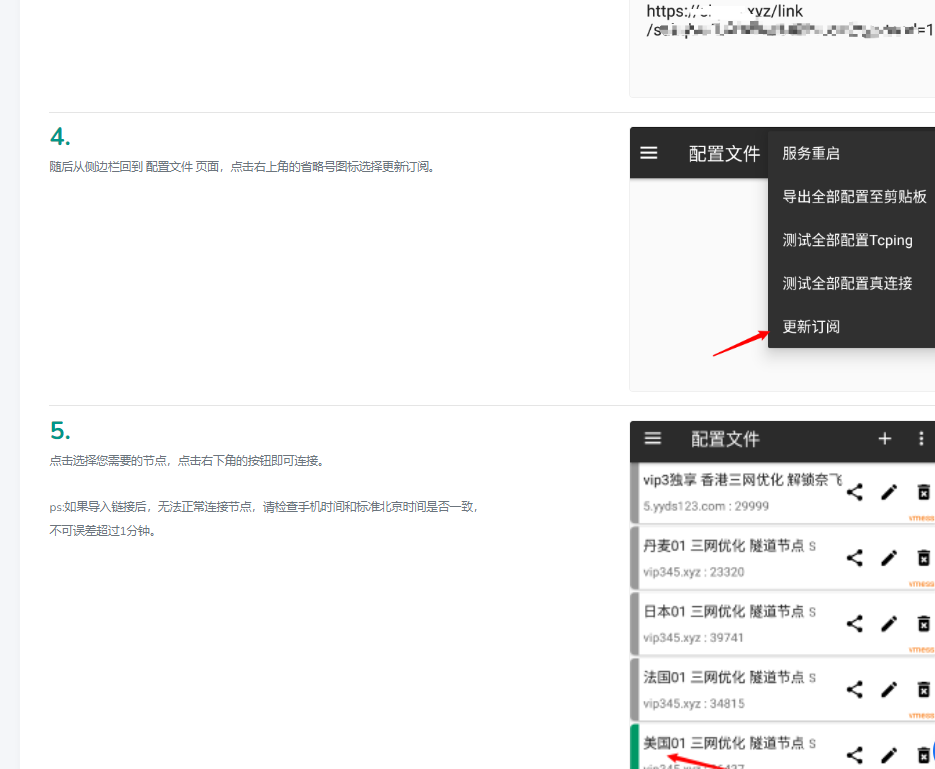 https://
xyz/link
=1
4.
随后从侧边栏回到 配置文件 页面，点击右上角的省略号图标选择更新订阅。
配置文件
服务重启
导出全部配置至剪贴板
测试全部配置Tcping
测试全部配置真连接
更新订阅
5.
点击选择您需要的节点，点击右下角的按钮即可连接。
ps:如果导入链接后，无法正常连接节点，请检查手机时间和标准北京时间是否一致，
不可误差超过1分钟。
配置文件
vip3独享 香港三网优化 解锁奈飞
5.yyds123.com : 29999
vmess
丹麦01 三网优化 隧道节点 S
vip345.xyz : 23320
vmess
日本01 三网优化 隧道节点 S
vip345.xyz : 39741
vmess
法国01 三网优化 隧道节点 S
vip345.xyz : 34815
vmess
美国01 三网优化 隧道节点 S